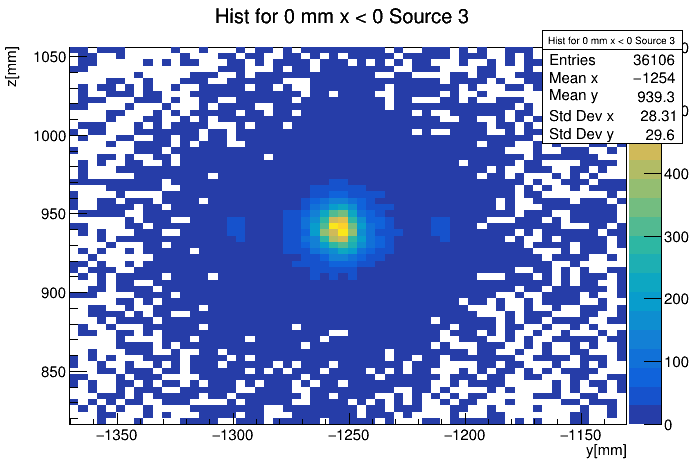 Hist for 0 mm x < 0 Source 3
Hist for 0 mm x < 0 Source 3
Entries 36106
Mean x −1254
Mean y 939.3
Std Dev x 28.31
Std Dev y 29.6
z[mm]
1050
1000
950
900
850
−1350 −1300 −1250 −1200 −1150
y[mm]
400
300
200
100
0